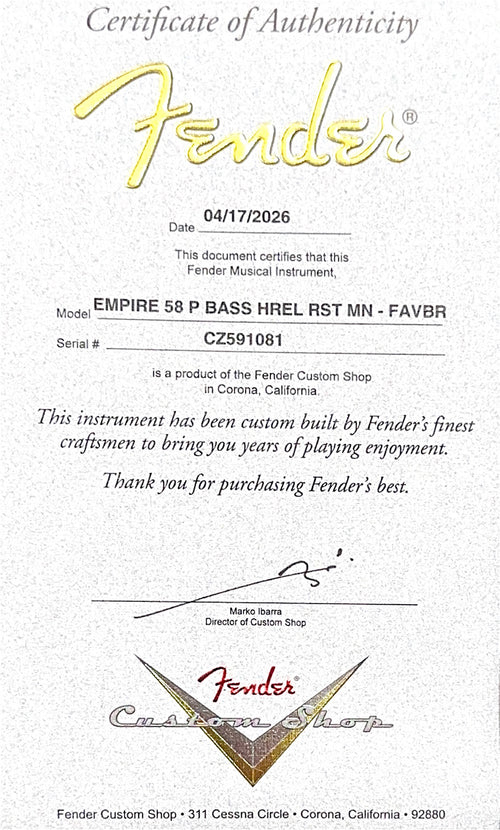 Certificate of Authenticity
Fender®
Date 04/17/2026
This document certifies that this
Fender Musical Instrument,
Model EMPIRE 58 P BASS HREL RST MN - FAVBR
Serial # CZ591081
is a product of the Fender Custom Shop
in Corona, California.
This instrument has been custom built by Fender's finest
craftsmen to bring you years of playing enjoyment.
Thank you for purchasing Fender's best.
Marko Ibarra
Director of Custom Shop
Fender®
Custom Shop
Fender Custom Shop • 311 Cessna Circle • Corona, California • 92880